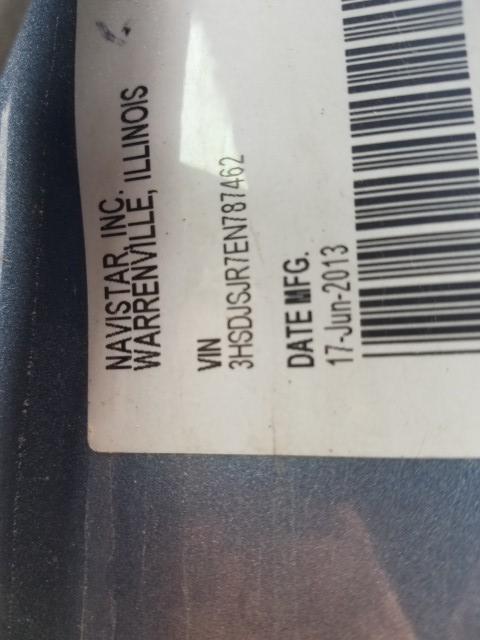 NAVISTAR, INC.
WARRENVILLE, ILLINOIS
VIN
3HSDJSJR7EN787462
DATE MFG.
17-Jun-2013